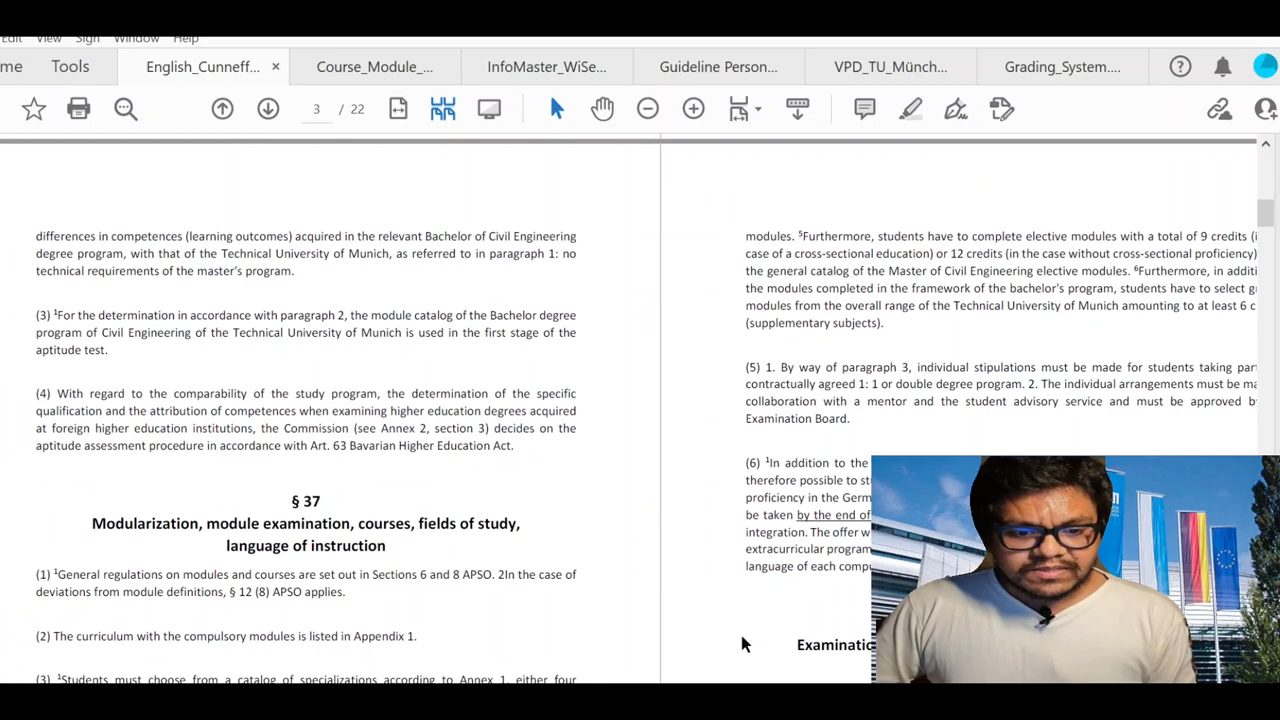 Edit View Sign Window Help
me Tools English_Cunneff... × Course_Module_... InfoMaster_WiSe... Guideline Person... VPD_TU_Münch... Grading_System....
3 / 22
differences in competences (learning outcomes) acquired in the relevant Bachelor of Civil Engineering
degree program, with that of the Technical University of Munich, as referred to in paragraph 1: no
technical requirements of the master's program.
(3) ¹For the determination in accordance with paragraph 2, the module catalog of the Bachelor degree
program of Civil Engineering of the Technical University of Munich is used in the first stage of the
aptitude test.
(4) With regard to the comparability of the study program, the determination of the specific
qualification and the attribution of competences when examining higher education degrees acquired
at foreign higher education institutions, the Commission (see Annex 2, section 3) decides on the
aptitude assessment procedure in accordance with Art. 63 Bavarian Higher Education Act.
§ 37
Modularization, module examination, courses, fields of study,
language of instruction
(1) ¹General regulations on modules and courses are set out in Sections 6 and 8 APSO. 2In the case of
deviations from module definitions, § 12 (8) APSO applies.
(2) The curriculum with the compulsory modules is listed in Appendix 1.
(3) ¹Students must choose from a catalog of specializations according to Annex 1, either four
modules. ⁵Furthermore, students have to complete elective modules with a total of 9 credits (i
case of a cross-sectional education) or 12 credits (in the case without cross-sectional proficiency)
the general catalog of the Master of Civil Engineering elective modules. ⁶Furthermore, in additi
the modules completed in the framework of the bachelor's program, students have to select g
modules from the overall range of the Technical University of Munich amounting to at least 6 c
(supplementary subjects).
(5) 1. By way of paragraph 3, individual stipulations must be made for students taking part
contractually agreed 1: 1 or double degree program. 2. The individual arrangements must be ma
collaboration with a mentor and the student advisory service and must be approved by
Examination Board.
(6) ¹In addition to the
therefore possible to st
proficiency in the Germ
be taken by the end of
integration. The offer w
extracurricular program
language of each compu
Examinatio